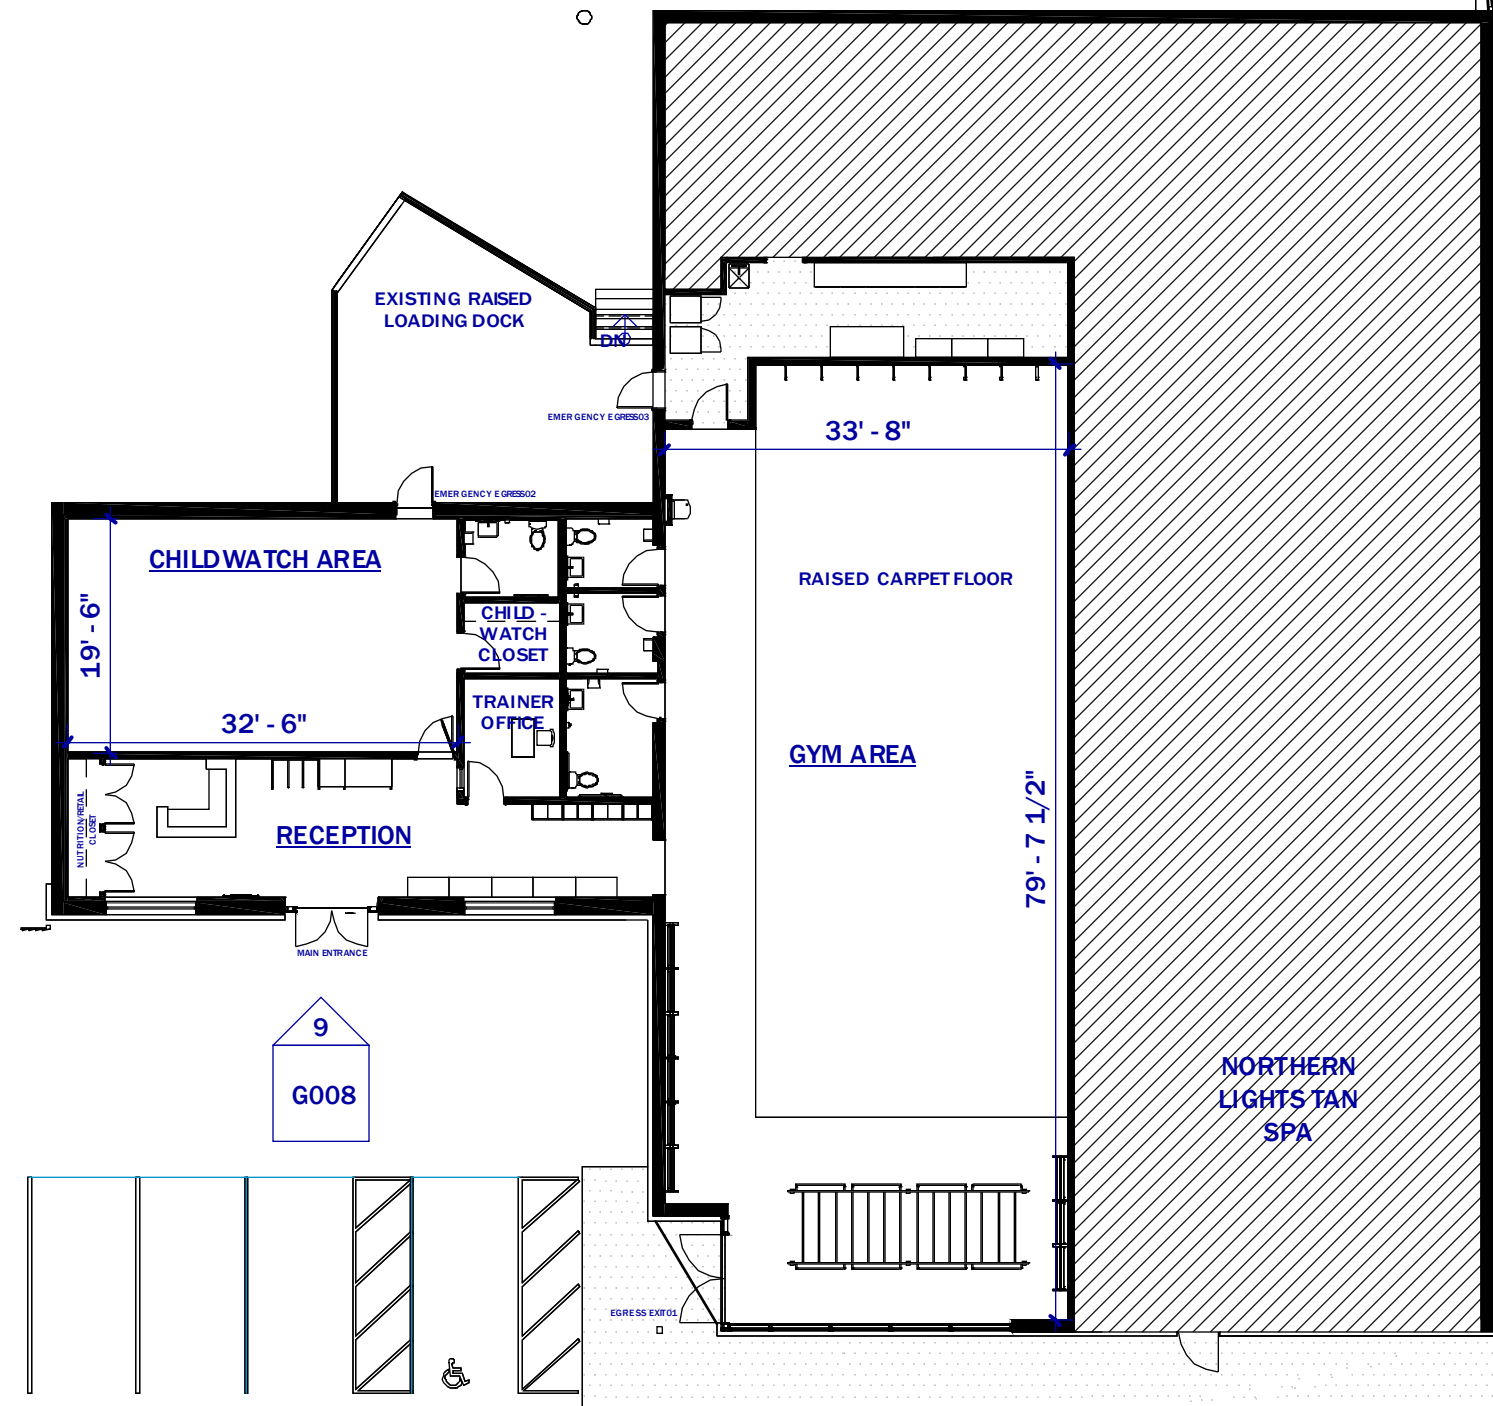 EXISTING RAISED
LOADING DOCK
DN
EMERGENCY EGRESS03
33' - 8"
EMERGENCY EGRESS02
CHILDWATCH AREA
19' - 6"
32' - 6"
CHILD -
WATCH
CLOSET
TRAINER
OFFICE
RAISED CARPET FLOOR
GYM AREA
79' - 7 1/2"
NUTRITION/RETAIL
CLOSET
RECEPTION
MAIN ENTRANCE
9
G008
NORTHERN
LIGHTS TAN
SPA
EGRESS EXIT01